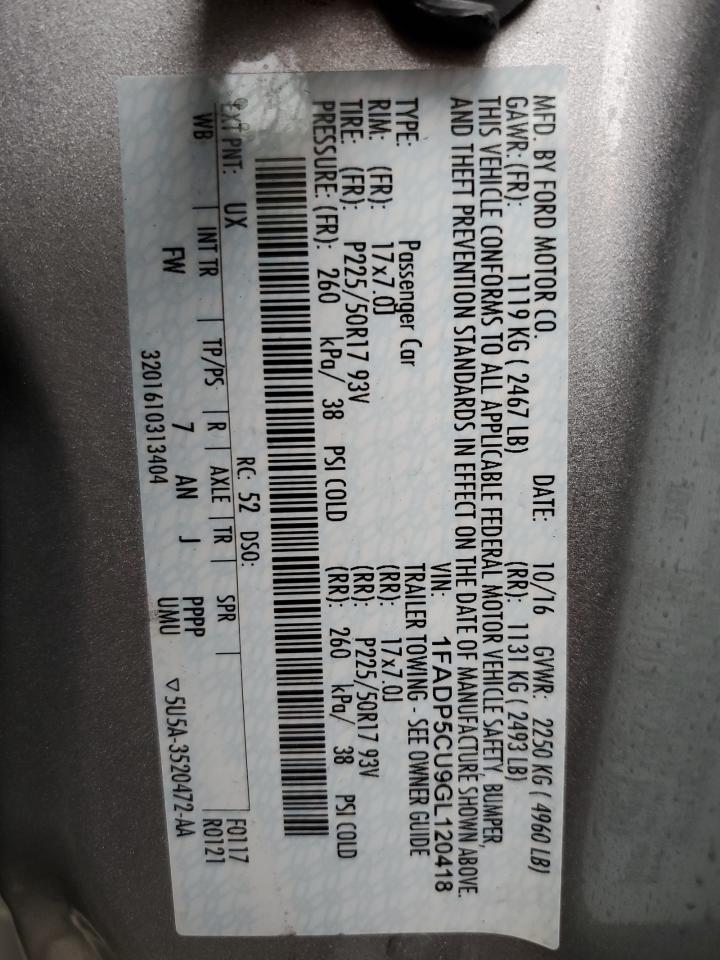 MFD. BY FORD MOTOR CO. DATE: 10/16 GVWR: 2250 KG ( 4960 LB)
GAWR: (FR): 1119 KG ( 2467 LB) (RR): 1131 KG ( 2493 LB)
THIS VEHICLE CONFORMS TO ALL APPLICABLE FEDERAL MOTOR VEHICLE SAFETY, BUMPER,
AND THEFT PREVENTION STANDARDS IN EFFECT ON THE DATE OF MANUFACTURE SHOWN ABOVE.
VIN: 1FADP5CU9GL120418
TYPE: Passenger Car TRAILER TOWING - SEE OWNER GUIDE
RIM: (FR): 17x7.0J (RR): 17x7.0J
TIRE: (FR): P225/50R17 93V (RR): P225/50R17 93V
PRESSURE: (FR): 260 kPa/ 38 PSI COLD (RR): 260 kPa/ 38 PSI COLD
EXT PNT: UX RC: 52 DSO: F0117
WB | INT TR | TP/PS | R | AXLE | TR | SPR | R0121
FW 7 AN J PPPP
UMU ▽5U5A-3520472-AA
3201610313404